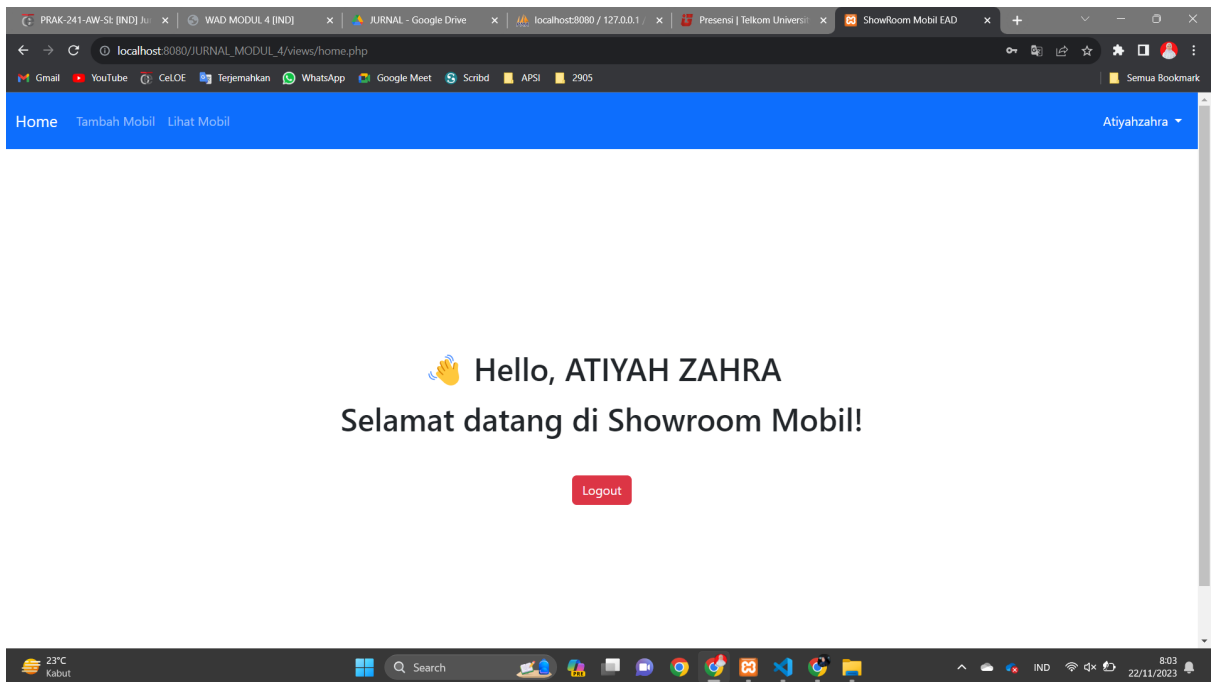 PRAK-241-AW-SI: [IND] Ju
WAD MODUL 4 [IND]
JURNAL - Google Drive
localhost:8080 / 127.0.0.1 /
Presensi | Telkom Universit
ShowRoom Mobil EAD
localhost:8080/JURNAL_MODUL_4/views/home.php
Gmail YouTube CeLOE Terjemahkan WhatsApp Google Meet Scribd APSI 2905 Semua Bookmark
Home Tambah Mobil Lihat Mobil Atiyahzahra
Hello, ATIYAH ZAHRA
Selamat datang di Showroom Mobil!
Logout
23°C
Kabut
Search
PRE
IND
8:03
22/11/2023